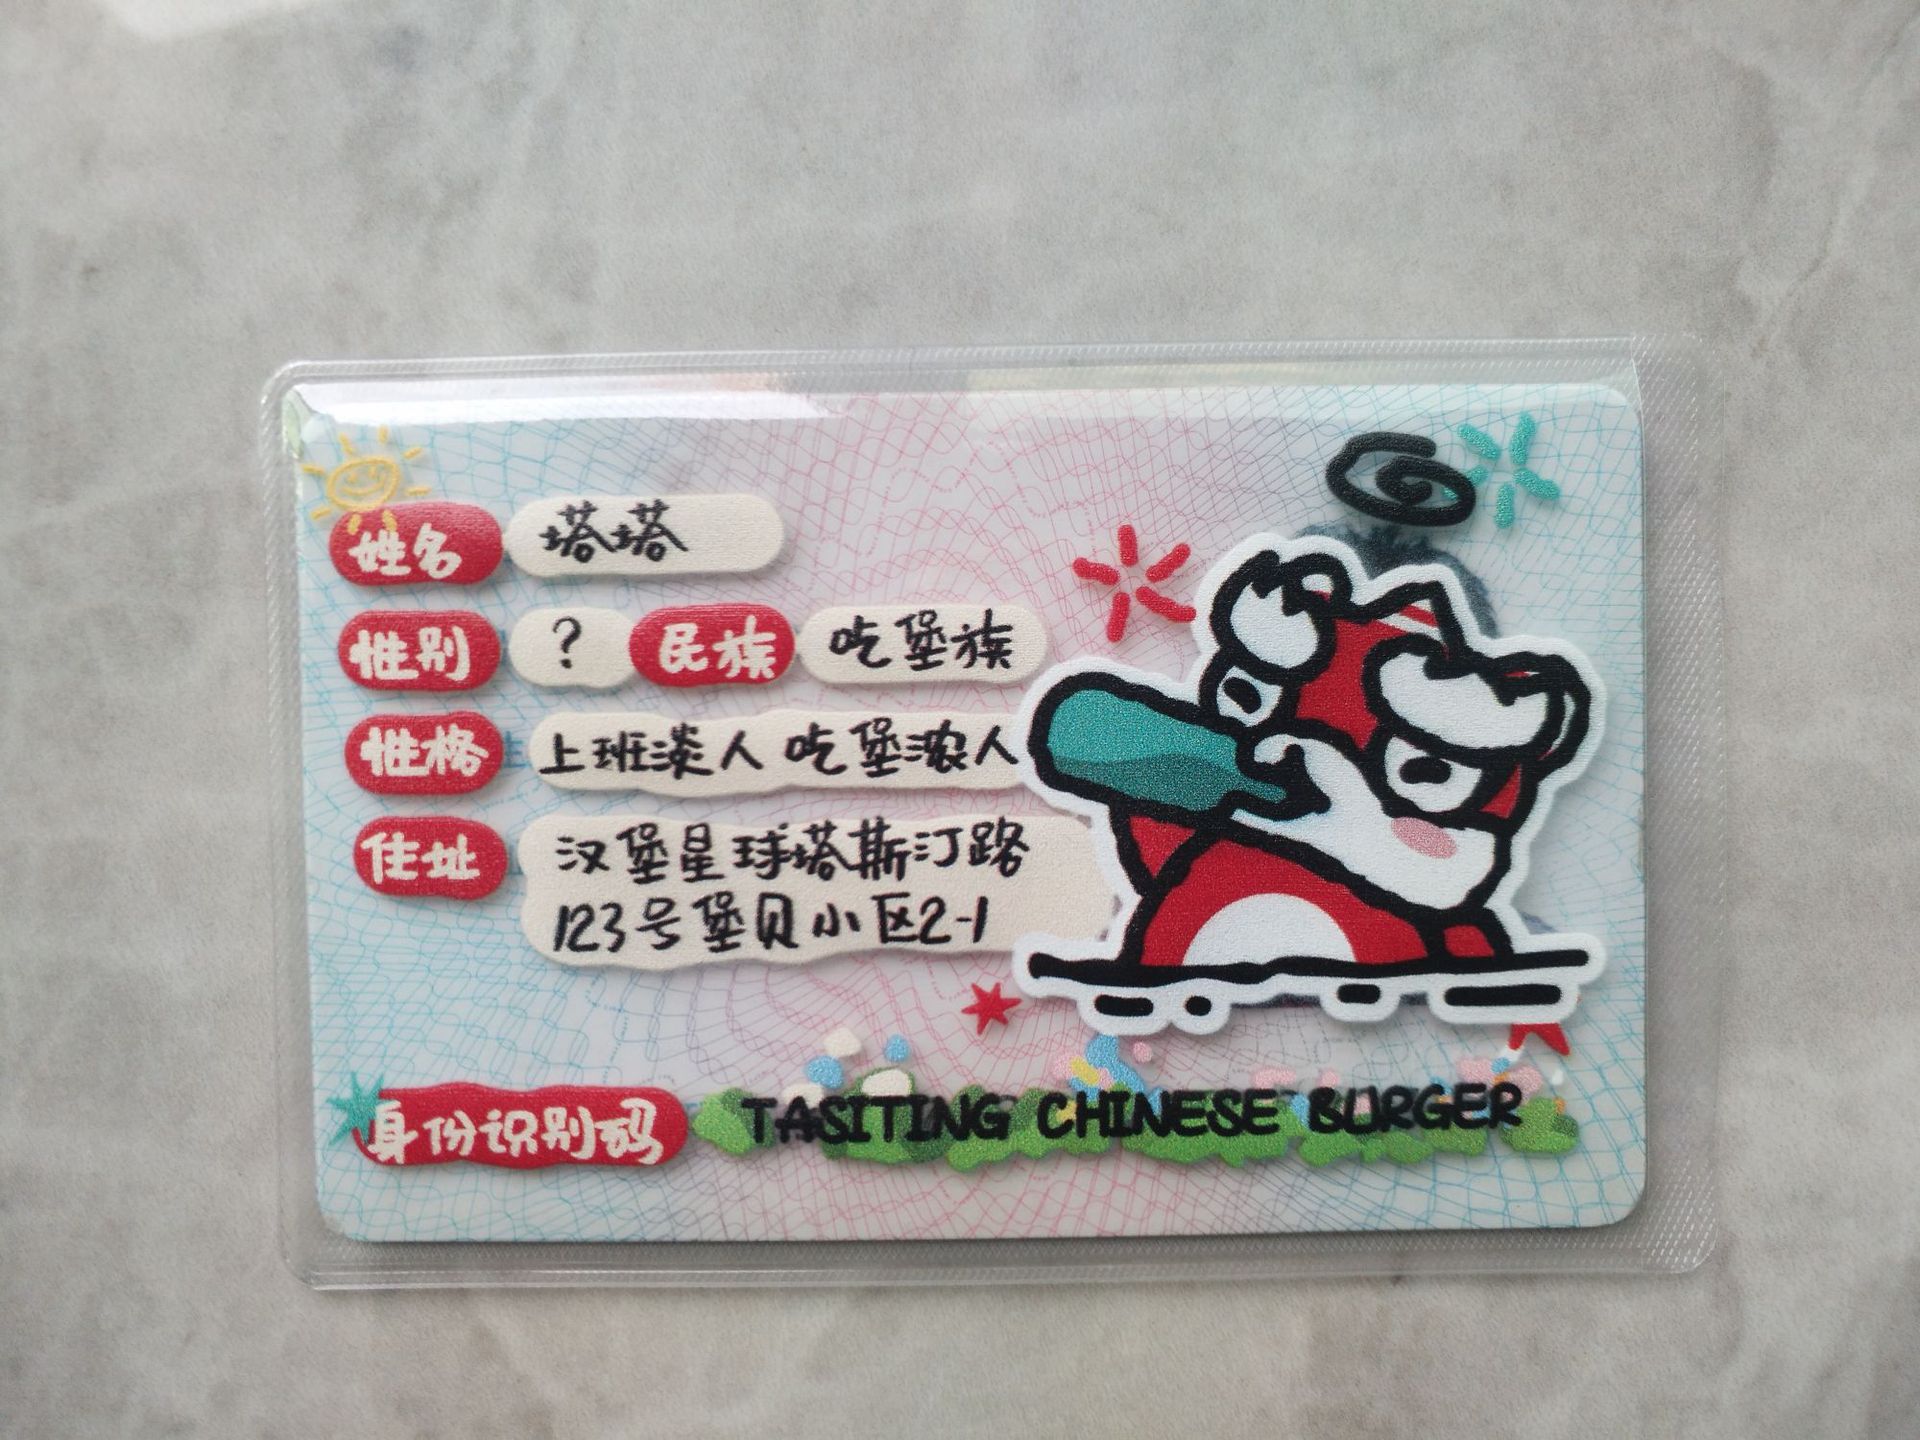 姓名 塔塔
性别 ? 民族 吃堡族
性格 上班淡人 吃堡浓人
住址 汉堡星球塔斯汀路
123号堡贝小区2-1
身份识别码 TASITING CHINESE BURGER